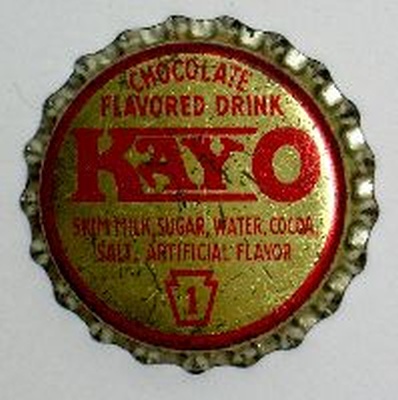 CHOCOLATE
FLAVORED DRINK
KAYO
SKIM MILK, SUGAR, WATER, COCOA,
SALT, ARTIFICIAL FLAVOR
1